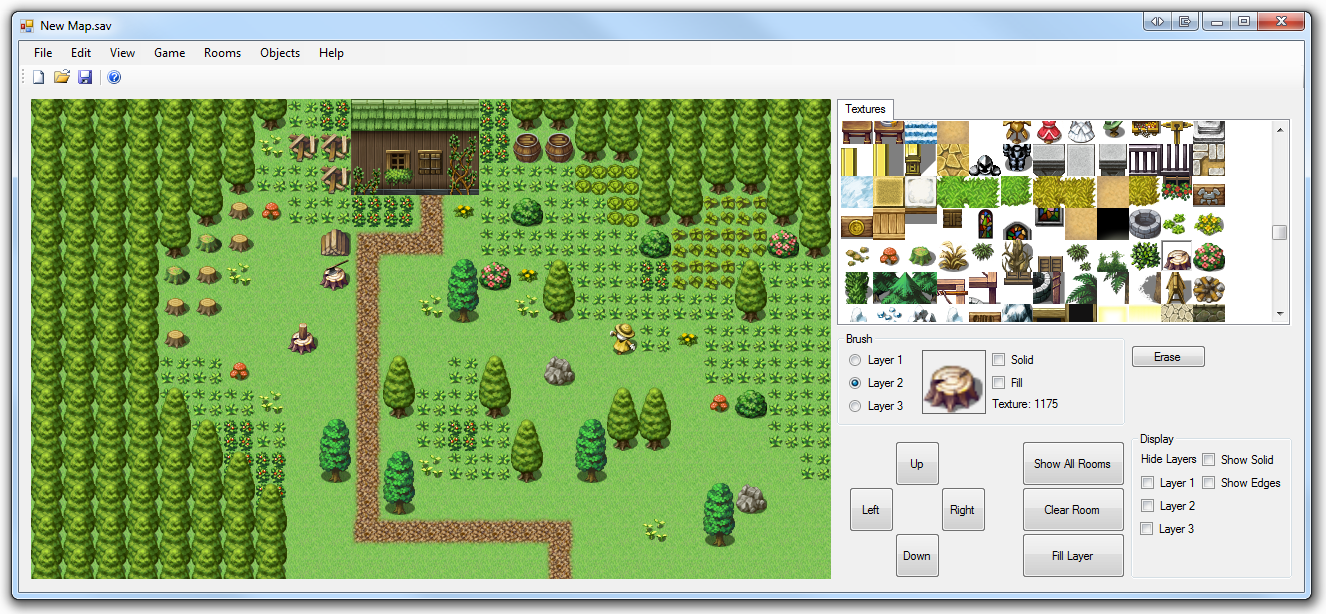 New Map.sav
File Edit View Game Rooms Objects Help
Textures
Brush
Layer 1
Layer 2
Layer 3
Solid
Fill
Texture: 1175
Erase
Up
Left
Right
Down
Show All Rooms
Clear Room
Fill Layer
Display
Hide Layers
Show Solid
Layer 1
Show Edges
Layer 2
Layer 3